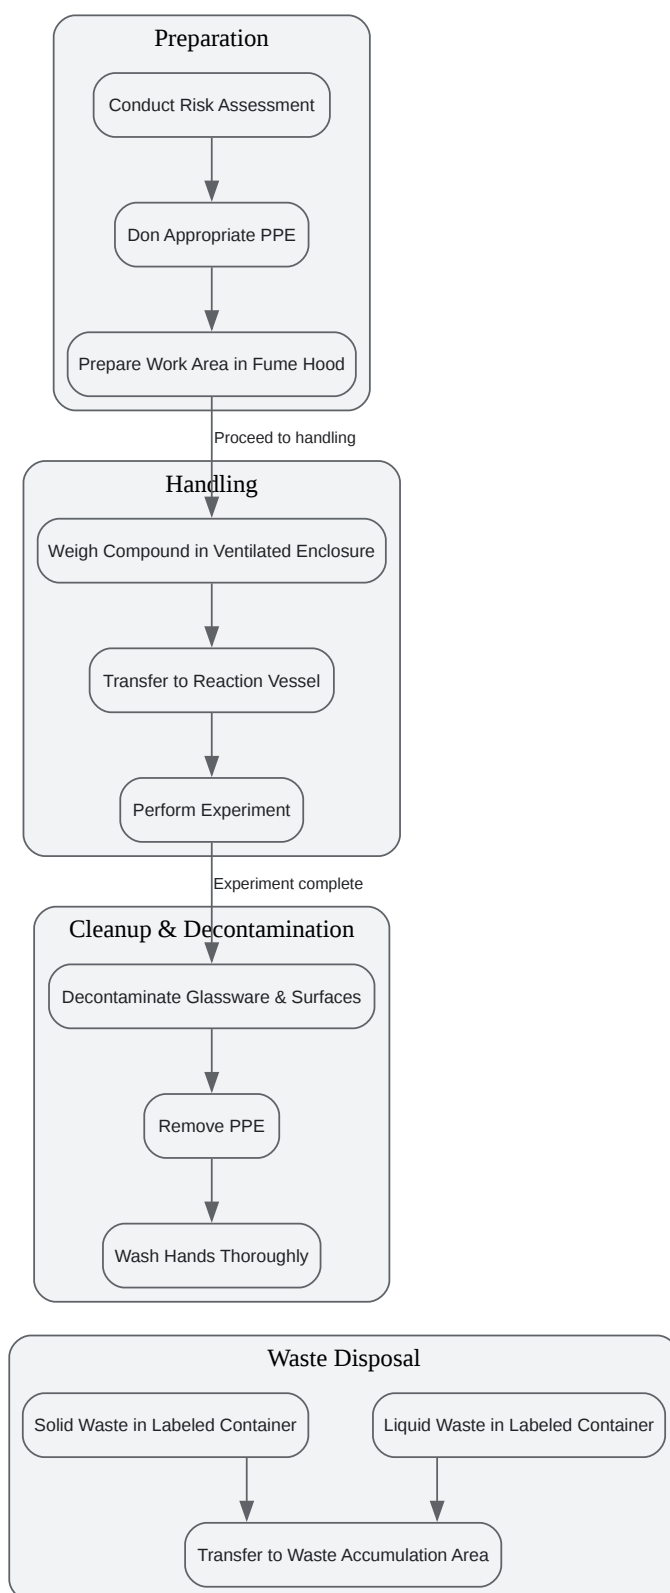 Preparation
Conduct Risk Assessment
Don Appropriate PPE
Prepare Work Area in Fume Hood
Proceed to handling
Handling
Weigh Compound in Ventilated Enclosure
Transfer to Reaction Vessel
Perform Experiment
Experiment complete
Cleanup & Decontamination
Decontaminate Glassware & Surfaces
Remove PPE
Wash Hands Thoroughly
Waste Disposal
Solid Waste in Labeled Container
Liquid Waste in Labeled Container
Transfer to Waste Accumulation Area